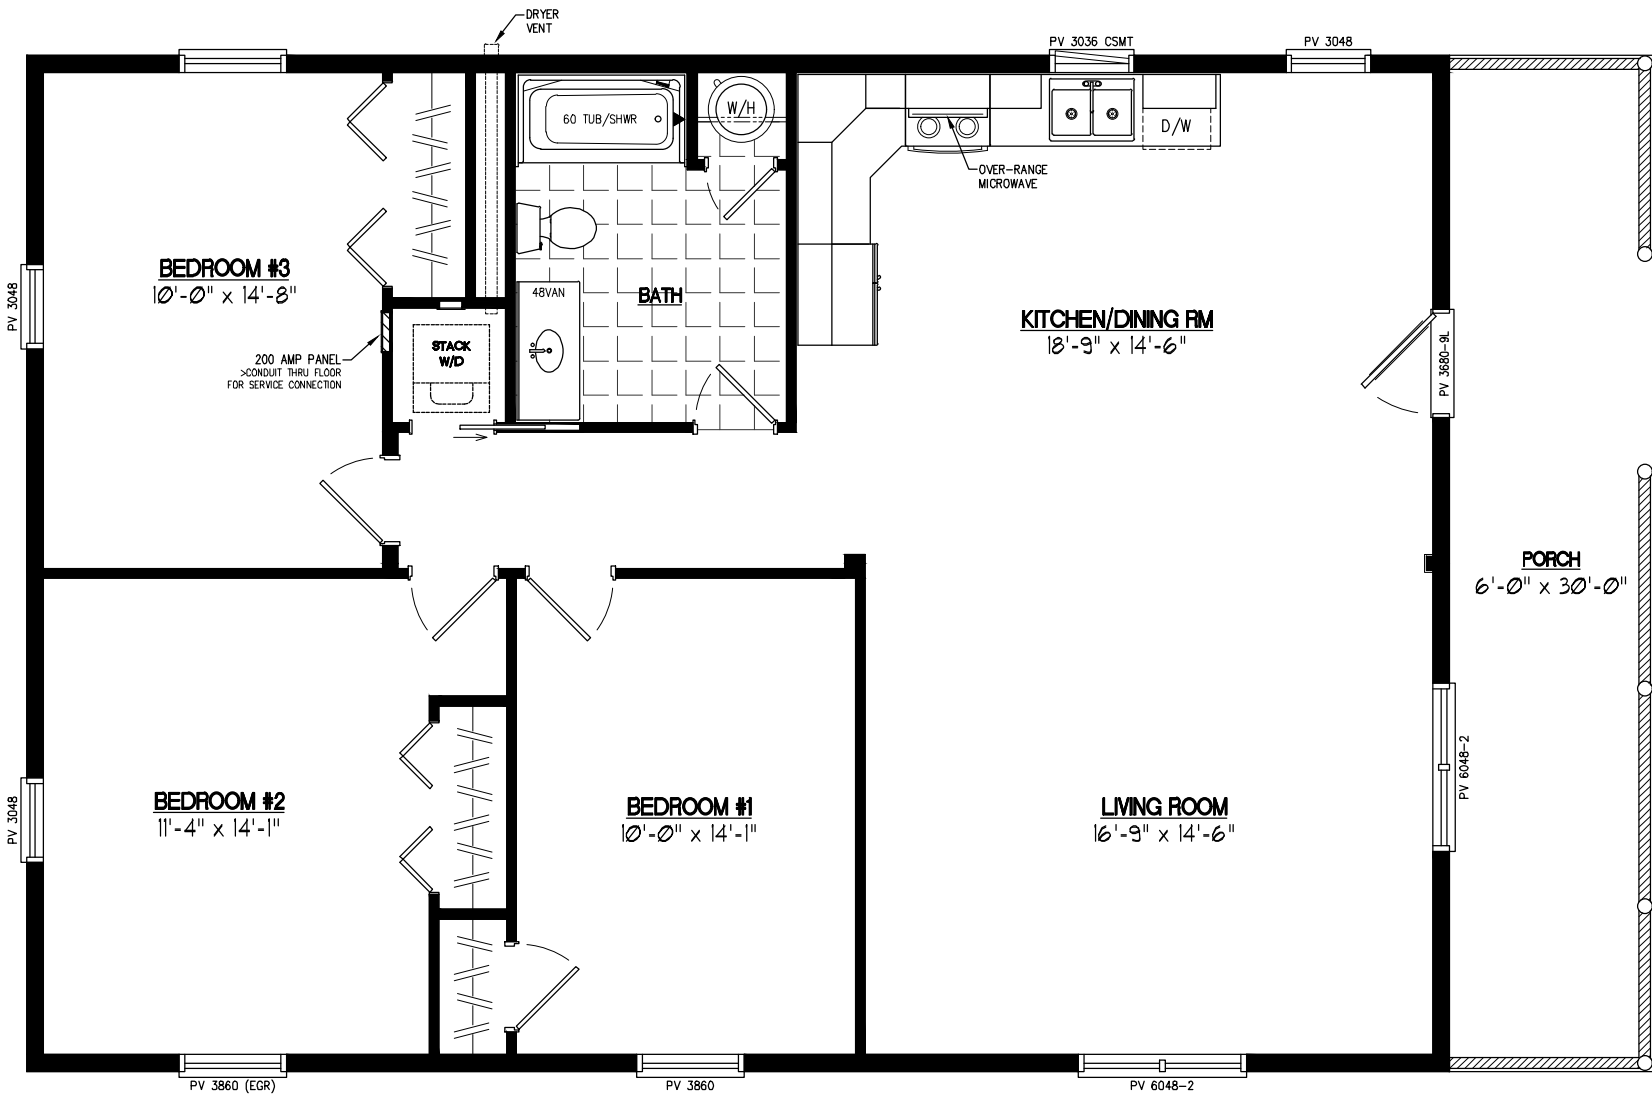 DRYER
VENT
PV 3036 CSMT
PV 3048
60 TUB/SHWR
W/H
D/W
OVER-RANGE
MICROWAVE
BEDROOM #3
10'-0" x 14'-8"
PV 3048
48VAN
BATH
KITCHEN/DINING RM
18'-9" x 14'-6"
STACK
W/D
200 AMP PANEL
>CONDUIT THRU FLOOR
FOR SERVICE CONNECTION
PV 3680-9L
PORCH
6'-0" x 30'-0"
PV 6048-2
BEDROOM #2
11'-4" x 14'-1"
PV 3048
BEDROOM #1
10'-0" x 14'-1"
LIVING ROOM
16'-9" x 14'-6"
PV 3860 (EGR)
PV 3860
PV 6048-2